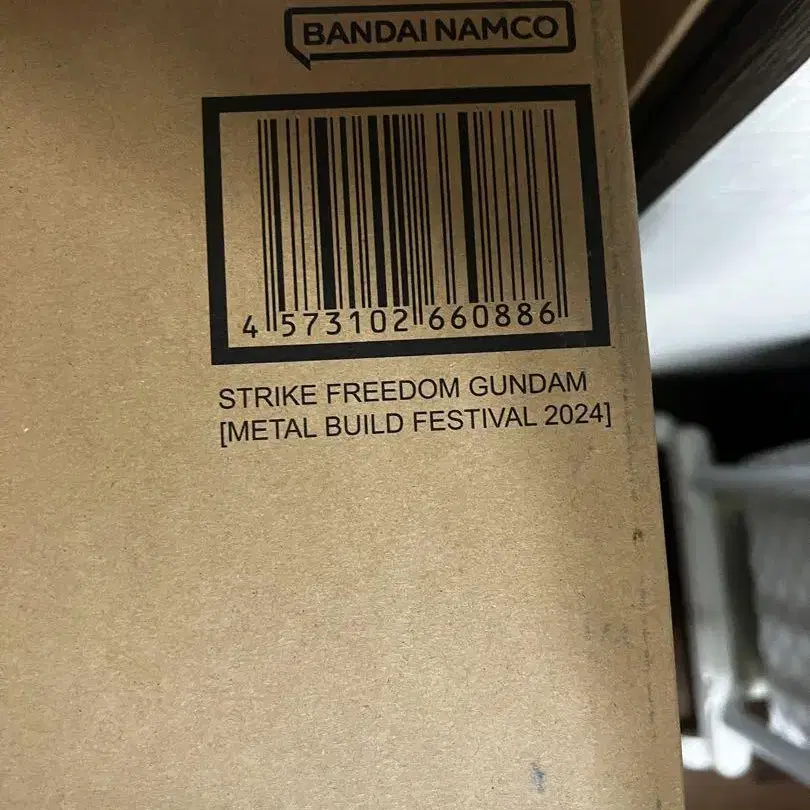 BANDAI NAMCO
4 573102 660886
STRIKE FREEDOM GUNDAM
[METAL BUILD FESTIVAL 2024]